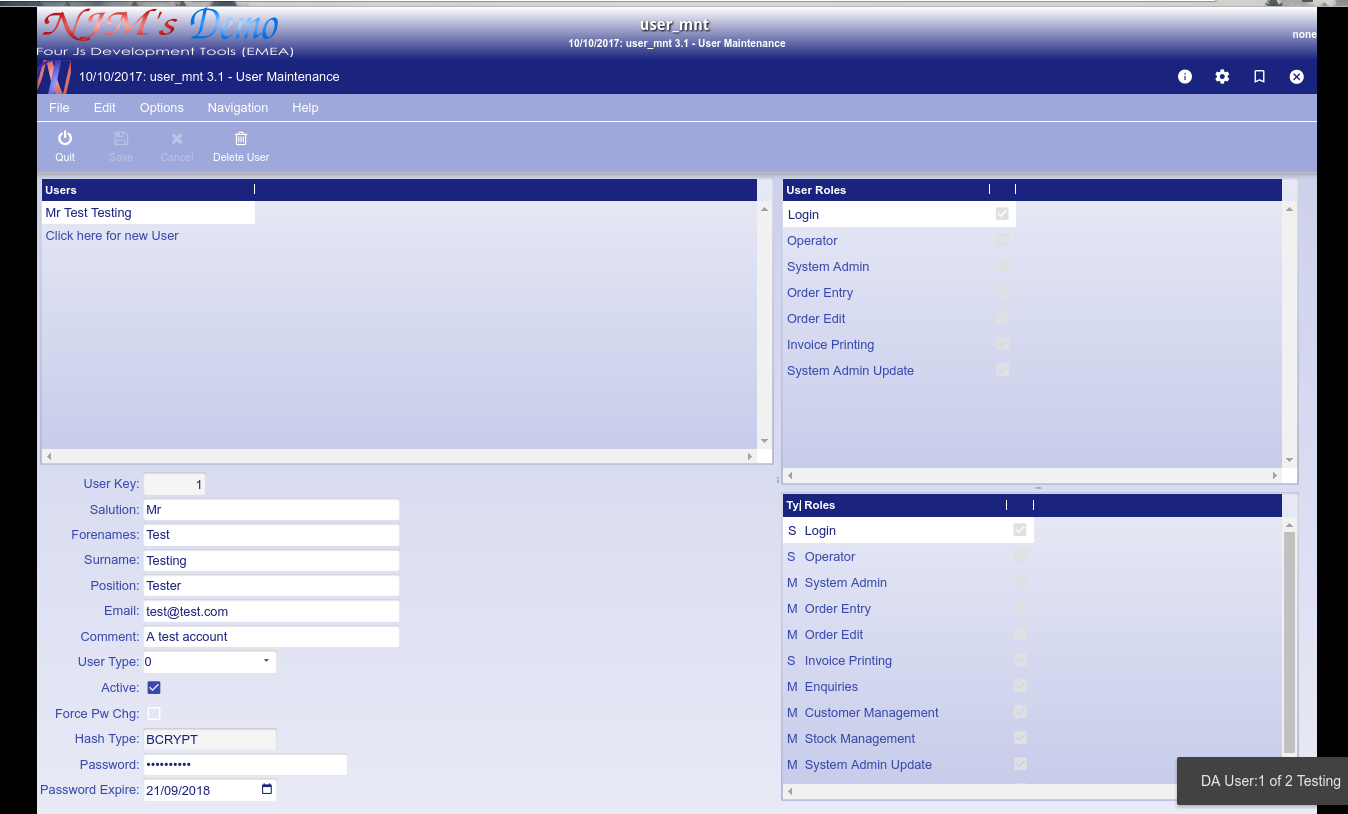 NJM's Demo
Four Js Development Tools (EMEA)
user_mnt
10/10/2017: user_mnt 3.1 - User Maintenance
none
10/10/2017: user_mnt 3.1 - User Maintenance
File Edit Options Navigation Help
Quit Save Cancel Delete User
Users
Mr Test Testing
Click here for new User
User Roles
Login
Operator
System Admin
Order Entry
Order Edit
Invoice Printing
System Admin Update
User Key: 1
Salution: Mr
Forenames: Test
Surname: Testing
Position: Tester
Email: test@test.com
Comment: A test account
User Type: 0
Active:
Force Pw Chg:
Hash Type: BCRYPT
Password: ••••••••••
Password Expire: 21/09/2018
Ty Roles
S Login
S Operator
M System Admin
M Order Entry
M Order Edit
S Invoice Printing
M Enquiries
M Customer Management
M Stock Management
M System Admin Update
DA User:1 of 2 Testing